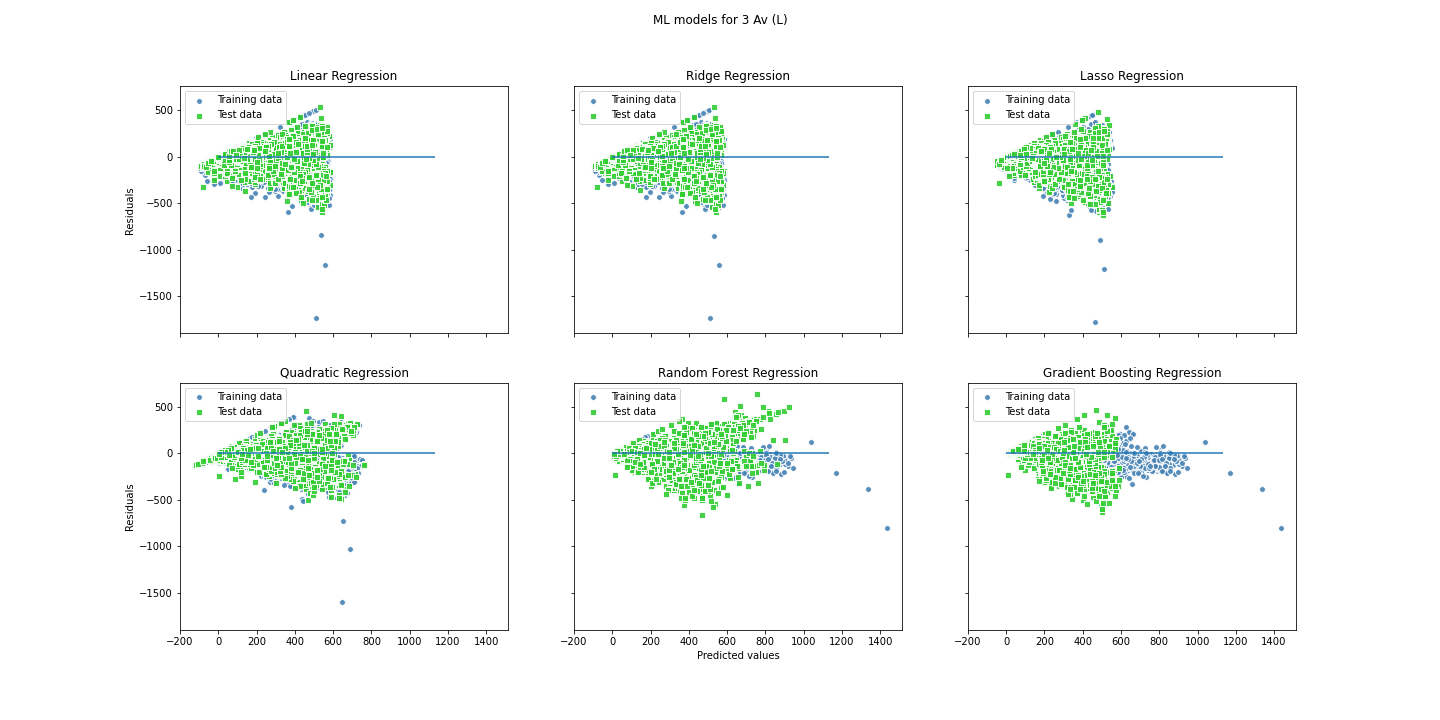 ML models for 3 Av (L)
Linear Regression
Training data
Test data
500
0
−500
−1000
−1500
Residuals
Ridge Regression
Training data
Test data
Lasso Regression
Training data
Test data
Quadratic Regression
Training data
Test data
500
0
−500
−1000
−1500
Residuals
−200 0 200 400 600 800 1000 1200 1400
Random Forest Regression
Training data
Test data
−200 0 200 400 600 800 1000 1200 1400
Predicted values
Gradient Boosting Regression
Training data
Test data
−200 0 200 400 600 800 1000 1200 1400